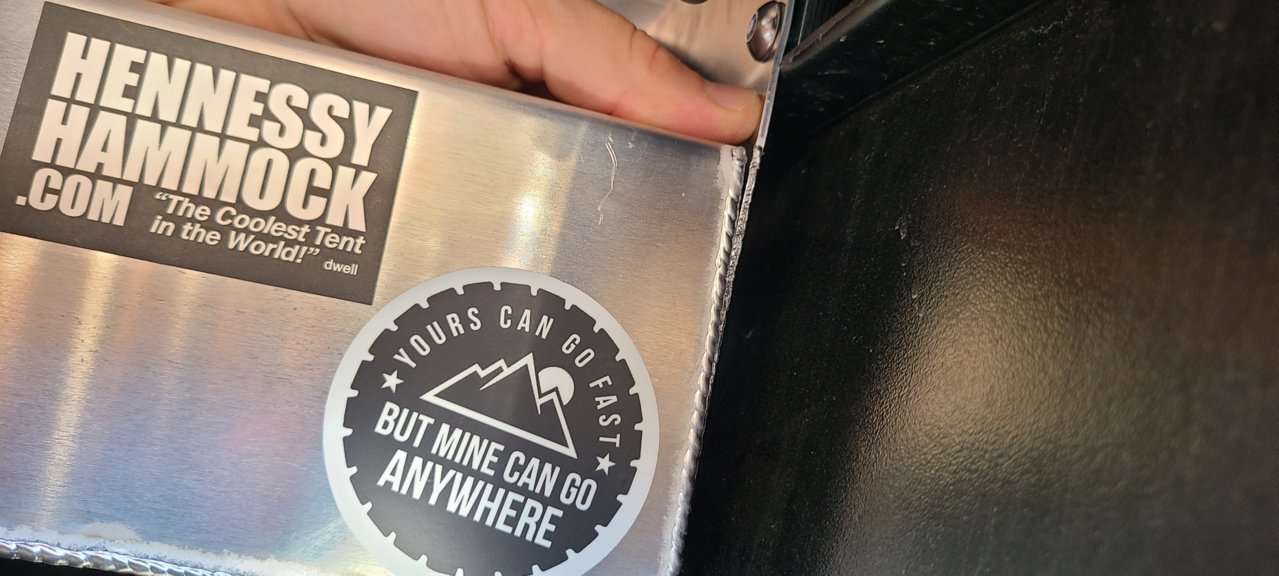 HENNESSY
HAMMOCK
.COM
“The Coolest Tent
in the World!”
dwell
YOURS CAN GO FAST
BUT MINE CAN GO
ANYWHERE